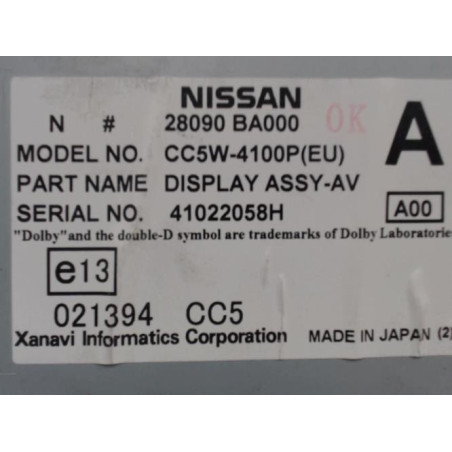 NISSAN
N # 28090 BA000 OK A
MODEL NO. CC5W-4100P(EU)
PART NAME DISPLAY ASSY-AV
SERIAL NO. 41022058H A00
"Dolby"and the double-D symbol are trademarks of Dolby Laboratorie
e13
021394 CC5
Xanavi Informatics Corporation MADE IN JAPAN (2)